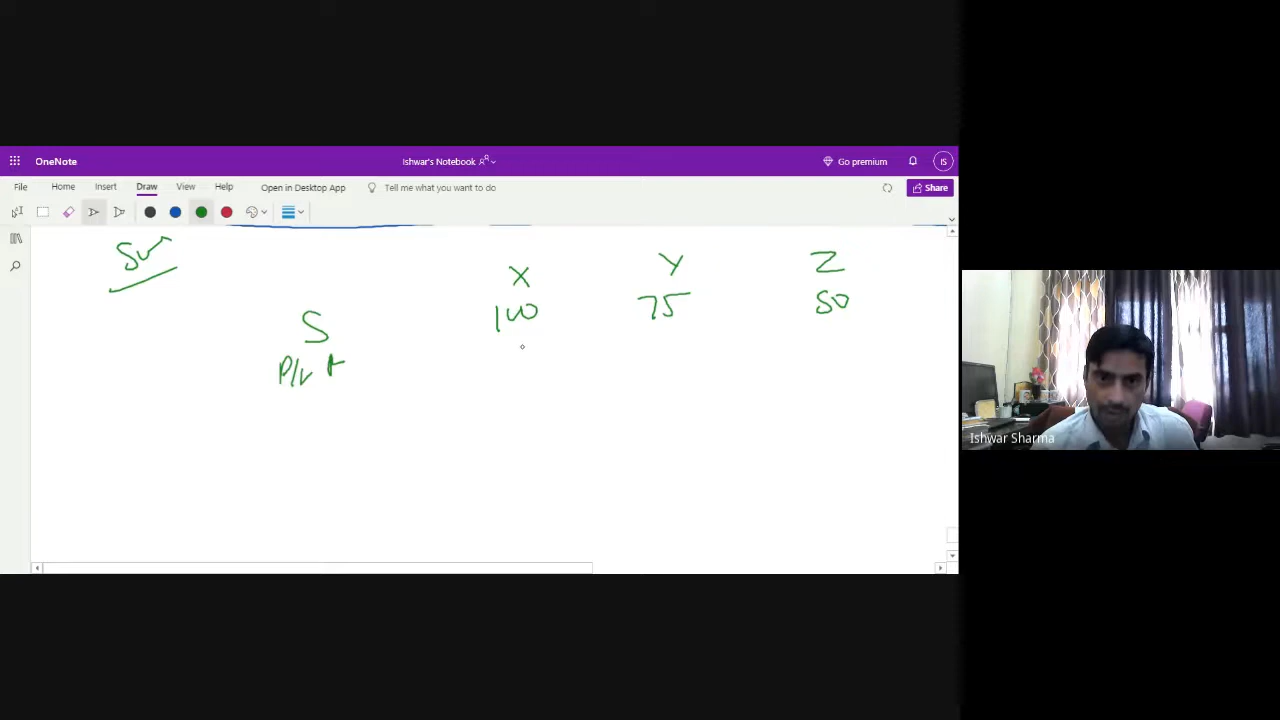 OneNote
Ishwar's Notebook
Go premium
IS
File Home Insert Draw View Help Open in Desktop App Tell me what you want to do
Share
X Y Z
S 100 75 50
P/V
Ishwar Sharma